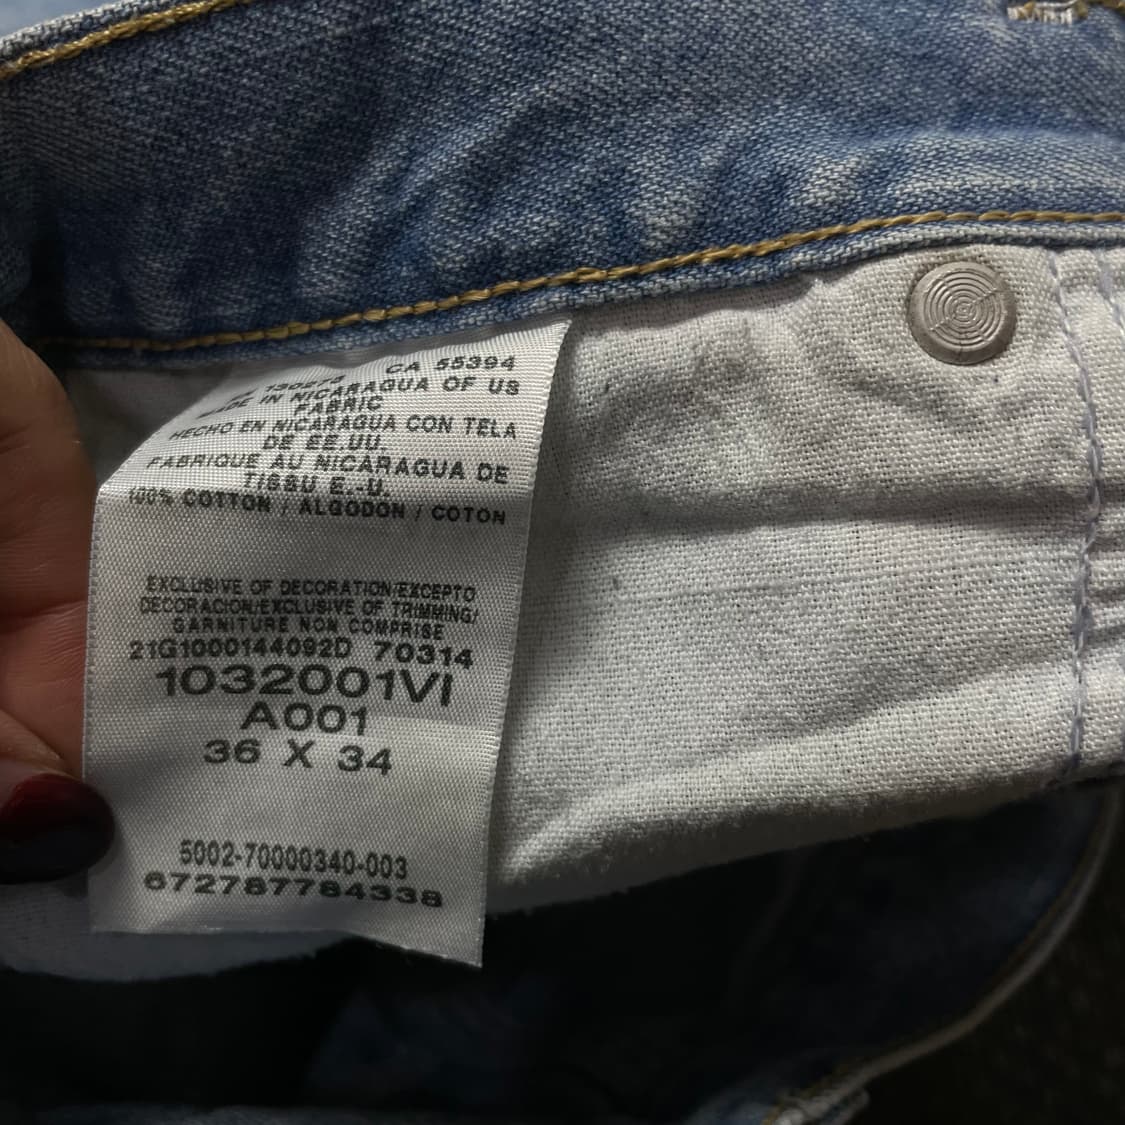 CA 55394
MADE IN NICARAGUA OF US
FABRIC
HECHO EN NICARAGUA CON TELA
DE EE.UU.
FABRIQUE AU NICARAGUA DE
TISSU E.-U.
100% COTTON / ALGODON / COTON
EXCLUSIVE OF DECORATION/EXCEPTO
DECORACION/EXCLUSIVE OF TRIMMING/
GARNITURE NON COMPRISE
21G1000144092D 70314
1032001VI
A001
36 X 34
5002-70000340-003
672787784338